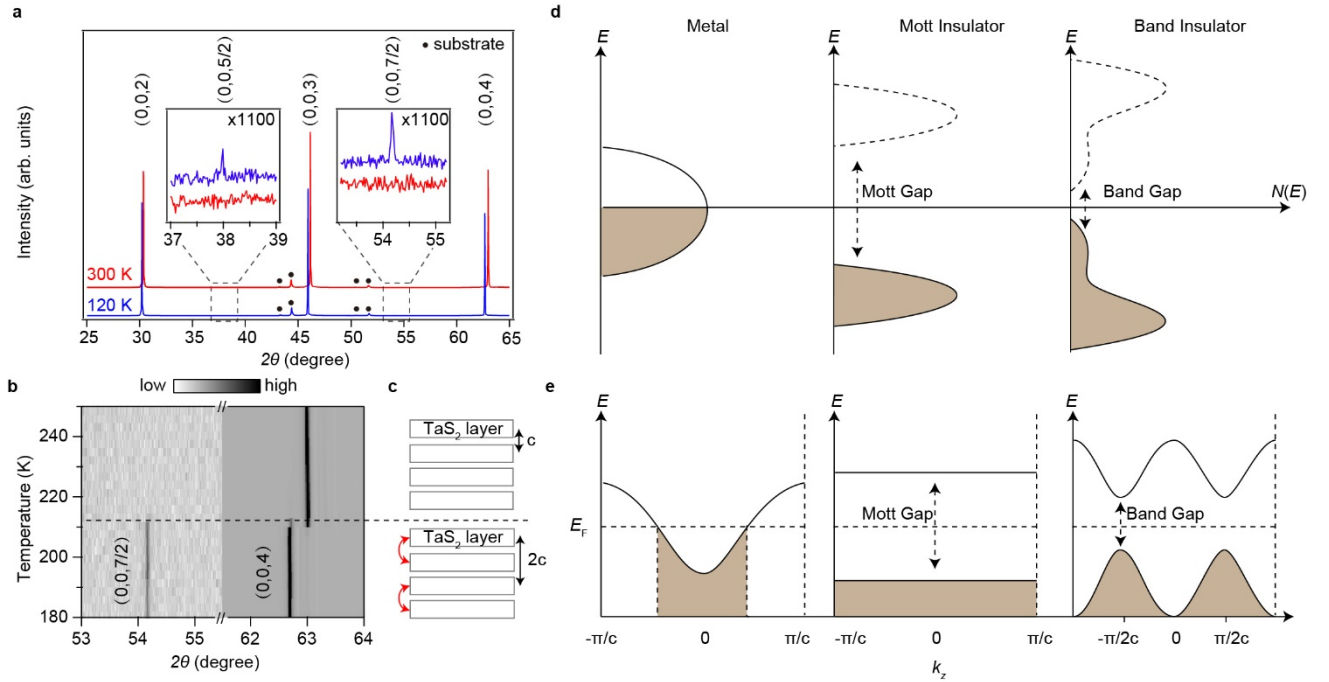 a
• substrate
(0,0,2)
(0,0,5/2)
(0,0,3)
(0,0,7/2)
(0,0,4)
x1100
x1100
37 38 39
54 55
300 K
120 K
Intensity (arb. units)
25 30 35 40 45 50 55 60 65
2θ (degree)
b
low high
240
220
200
180
Temperature (K)
(0,0,7/2)
(0,0,4)
53 54 55 62 63 64
2θ (degree)
c
TaS₂ layer
c
TaS₂ layer
2c
d
Metal
Mott Insulator
Band Insulator
E
E
E
Mott Gap
Band Gap
N(E)
e
E
E
E
E_F
Mott Gap
Band Gap
-π/c 0 π/c
0 π/c
-π/2c 0 π/2c
k_z